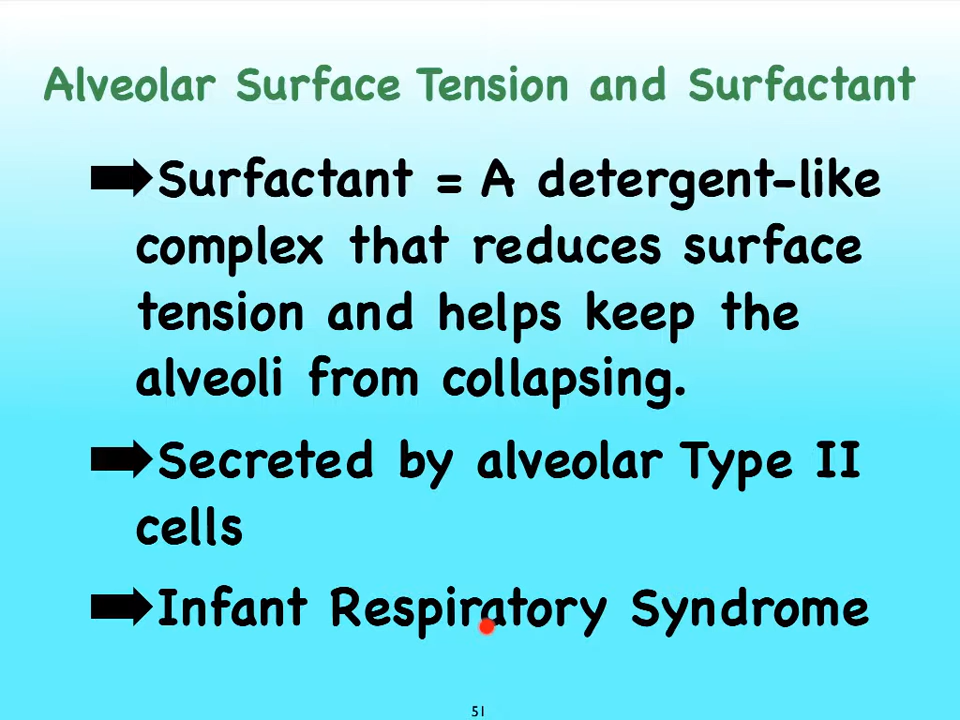 Alveolar Surface Tension and Surfactant
Surfactant = A detergent-like
complex that reduces surface
tension and helps keep the
alveoli from collapsing.
Secreted by alveolar Type II
cells
Infant Respiratory Syndrome
51